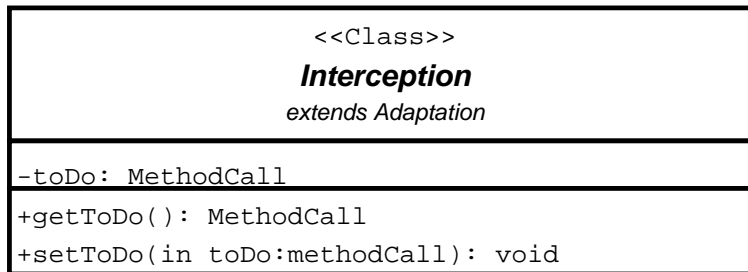 <<Class>>
Interception
extends Adaptation
-toDo: MethodCall
+getToDo(): MethodCall
+setToDo(in toDo:methodCall): void